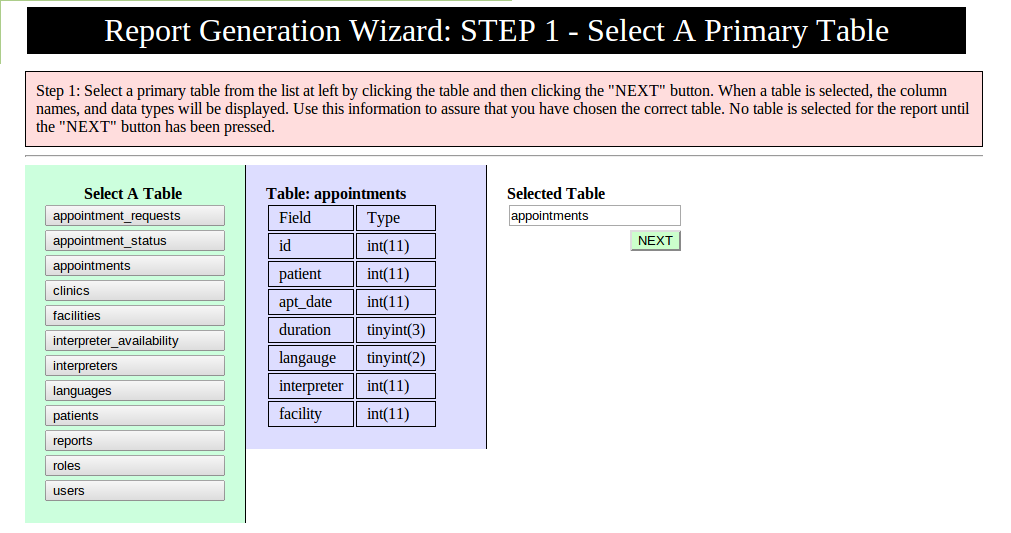 Report Generation Wizard: STEP 1 - Select A Primary Table
Step 1: Select a primary table from the list at left by clicking the table and then clicking the "NEXT" button. When a table is selected, the column
names, and data types will be displayed. Use this information to assure that you have chosen the correct table. No table is selected for the report until
the "NEXT" button has been pressed.
Select A Table
appointment_requests
appointment_status
appointments
clinics
facilities
interpreter_availability
interpreters
languages
patients
reports
roles
users
Table: appointments
Field Type
id int(11)
patient int(11)
apt_date int(11)
duration tinyint(3)
langauge tinyint(2)
interpreter int(11)
facility int(11)
Selected Table
appointments
NEXT